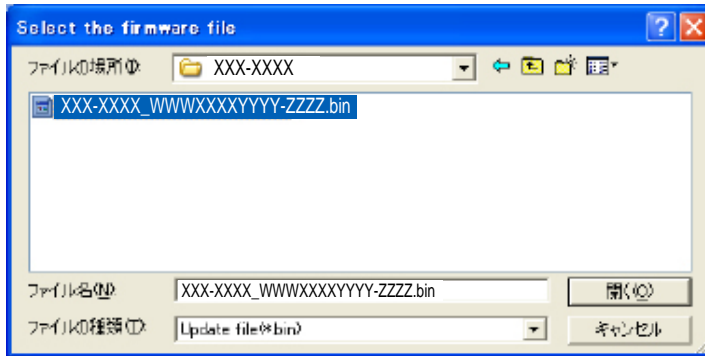 Select the firmware file
ファイルの場所(I): XXX-XXXX
XXX-XXXX_WWWXXXXYYYY-ZZZZ.bin
ファイル名(N): XXX-XXXX_WWWXXXXYYYY-ZZZZ.bin 開く(O)
ファイルの種類(T): Update file(*bin) キャンセル